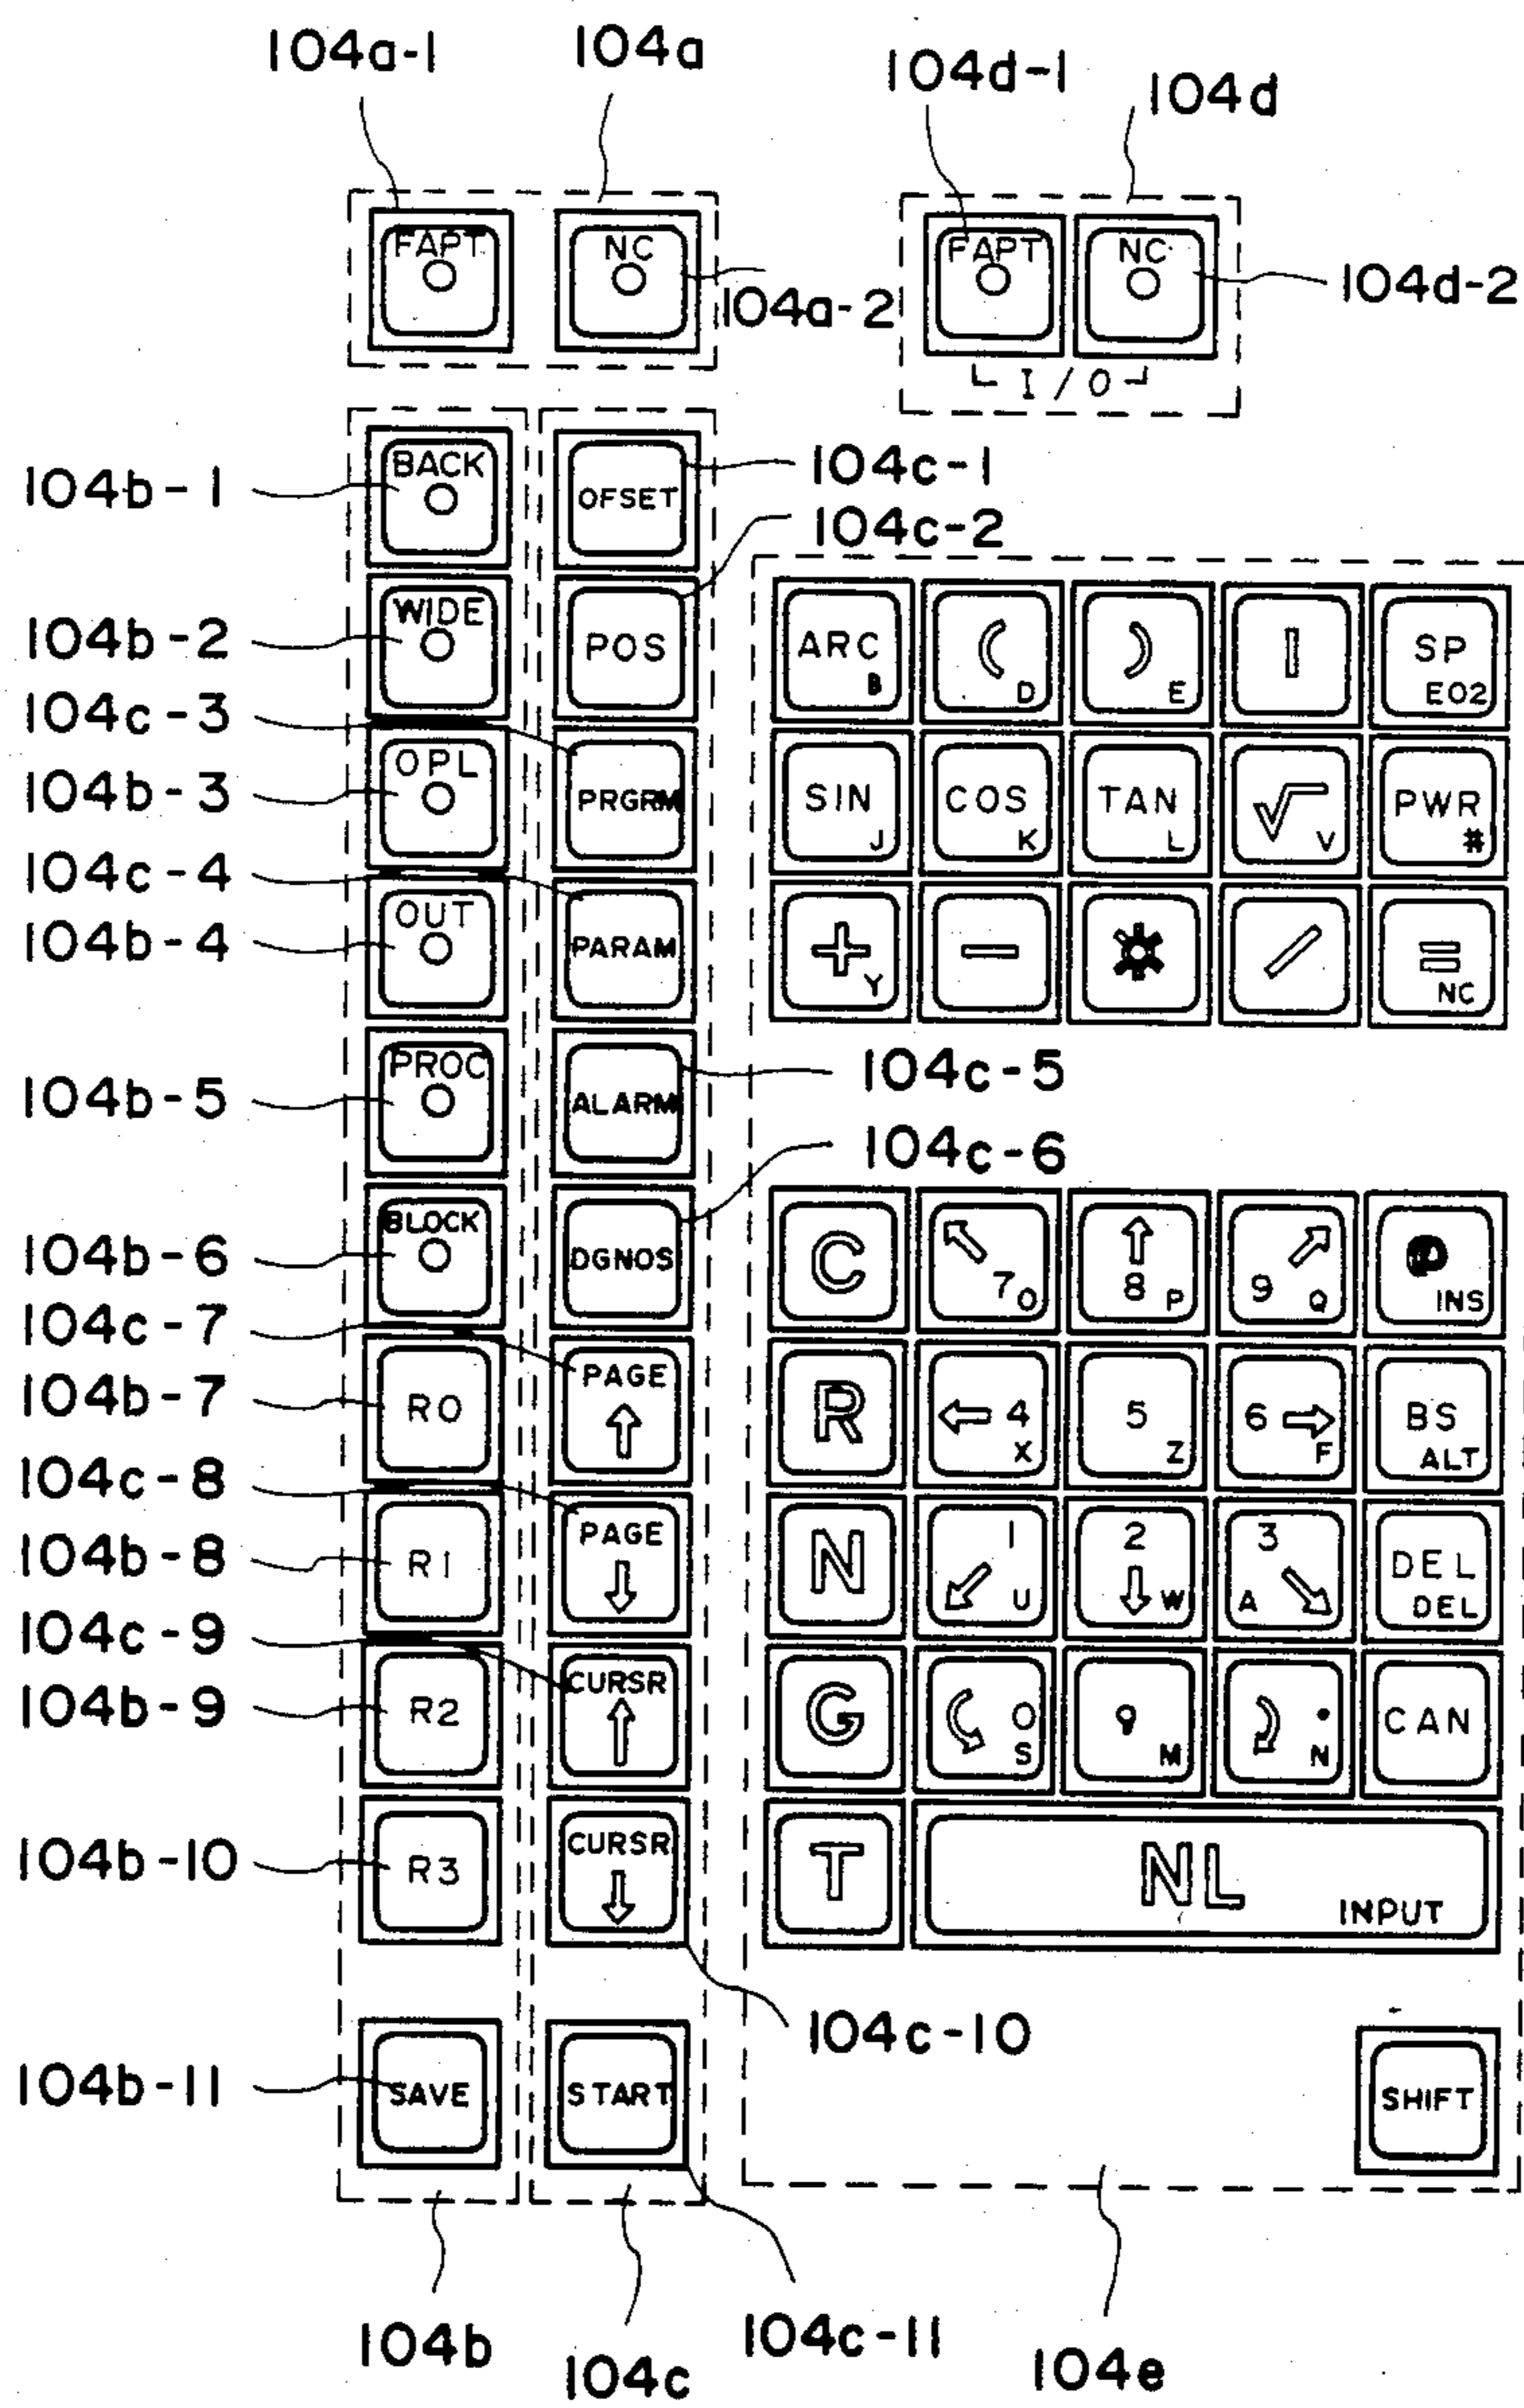 104a-1 104a 104d-1 104d
FAPT NC FAPT NC
104a-2 104d-2
I / O
104b-1 BACK OFSET 104c-1
104c-2
104b-2 WIDE POS ARC B ( D ) E SP EO2
104c-3
104b-3 OPL PRGRM SIN J COS K TAN L √ V PWR #
104c-4
104b-4 OUT PARAM + Y - * / = NC
104b-5 PROC ALARM 104c-5
104c-6
104b-6 BLOCK DGNOS C ↖ 7 O ↑ 8 P 9 ↗ Q INS
104c-7
104b-7 R0 PAGE ↑ R ← 4 X 5 Z 6 → F BS ALT
104c-8
104b-8 R1 PAGE ↓ N 1 ↙ U 2 ↓ W 3 A ↘ DEL DEL
104c-9
104b-9 R2 CURSR ↑ G 0 S M . N CAN
104b-10 R3 CURSR ↓ T NL INPUT
104c-10
104b-11 SAVE START SHIFT
104b 104c 104c-11 104e